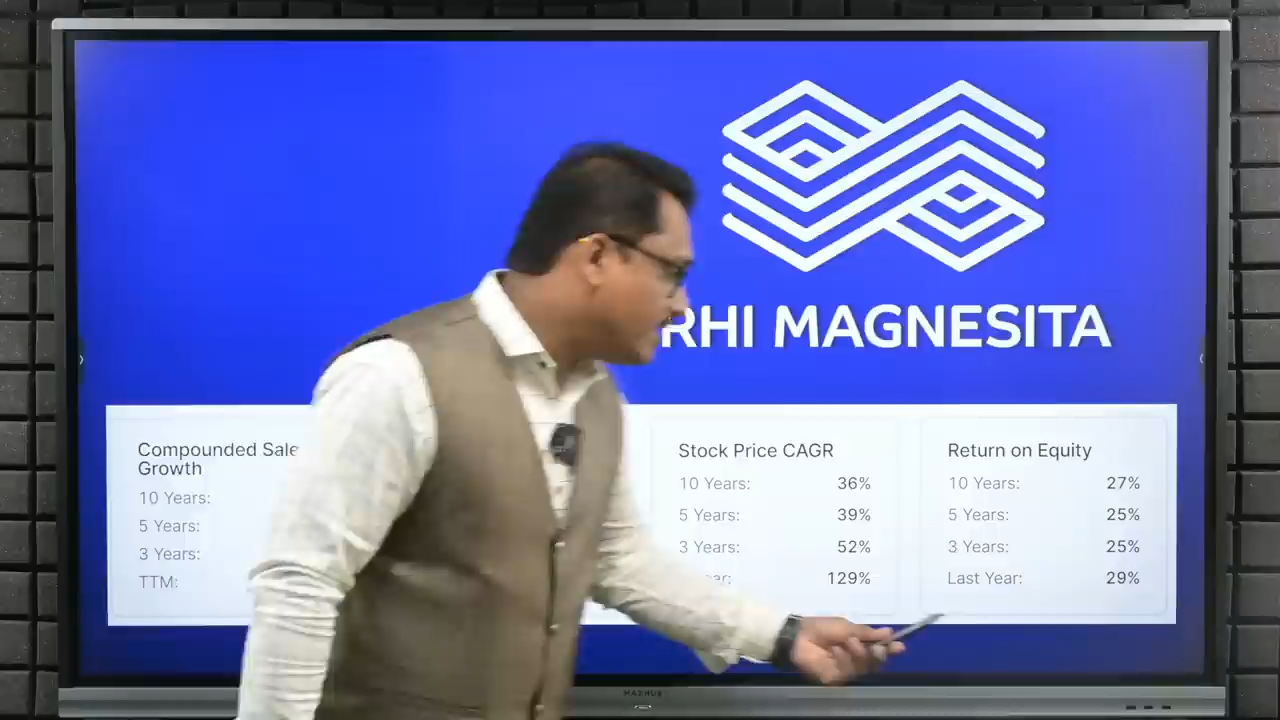 RHI MAGNESITA
Compounded Sale
Growth
10 Years:
5 Years:
3 Years:
TTM:
Stock Price CAGR
10 Years: 36%
5 Years: 39%
3 Years: 52%
129%
Return on Equity
10 Years: 27%
5 Years: 25%
3 Years: 25%
Last Year: 29%
MAXHUB